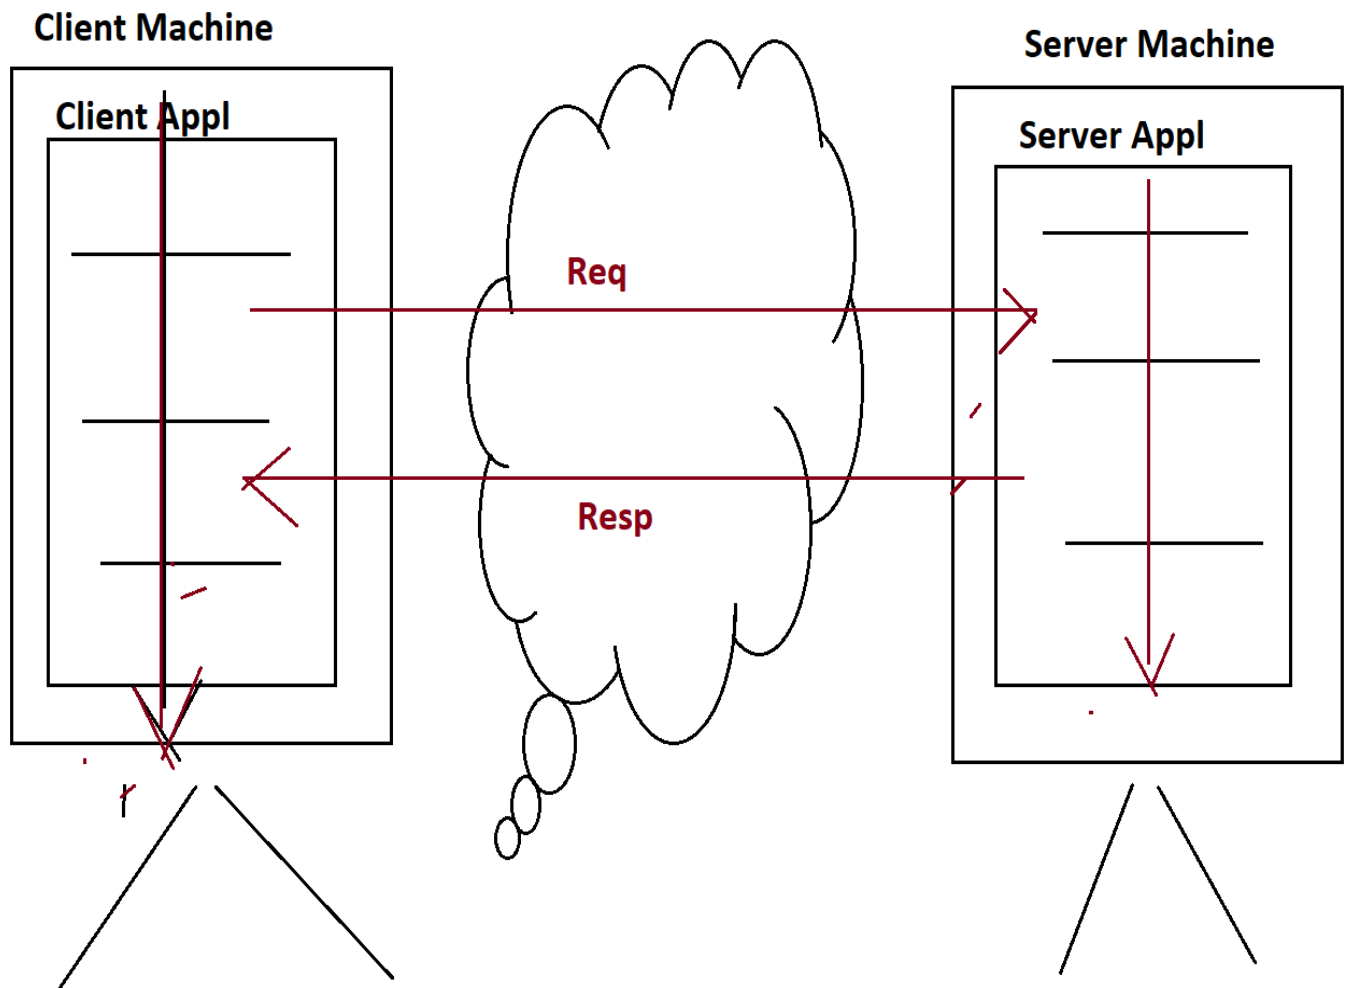 Client Machine
Server Machine
Client Appl
Server Appl
Req
Resp